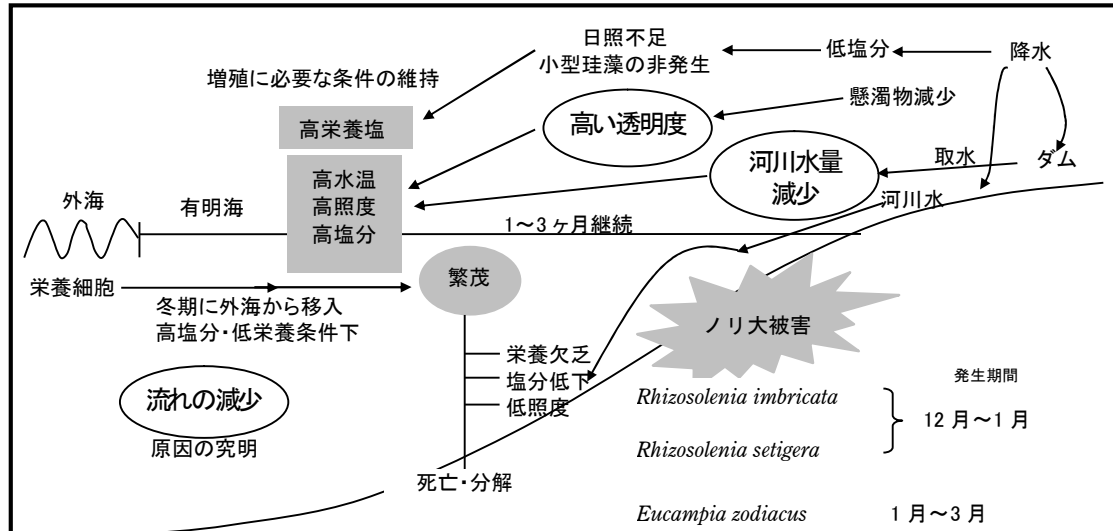 日照不足
小型珪藻の非発生
低塩分
降水
増殖に必要な条件の維持
懸濁物減少
高栄養塩
高い透明度
河川水量
減少
取水
ダム
高水温
高照度
高塩分
外海
有明海
河川水
1～3ヶ月継続
栄養細胞
繁茂
冬期に外海から移入
高塩分・低栄養条件下
ノリ大被害
栄養欠乏
塩分低下
低照度
発生期間
流れの減少
Rhizosolenia imbricata
12月～1月
原因の究明
Rhizosolenia setigera
死亡・分解
Eucampia zodiacus
1月～3月